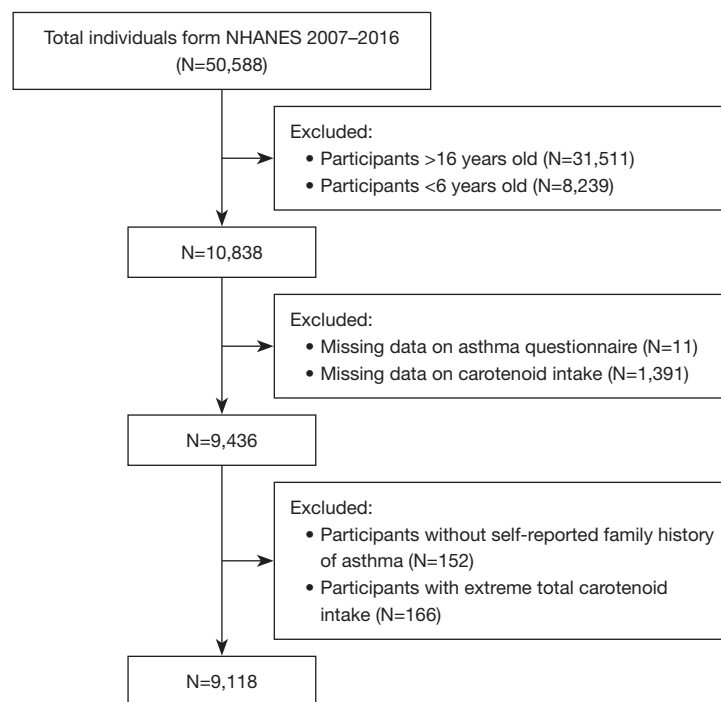 Total individuals form NHANES 2007–2016
(N=50,588)
Excluded:
• Participants >16 years old (N=31,511)
• Participants <6 years old (N=8,239)
N=10,838
Excluded:
• Missing data on asthma questionnaire (N=11)
• Missing data on carotenoid intake (N=1,391)
N=9,436
Excluded:
• Participants without self-reported family history
of asthma (N=152)
• Participants with extreme total carotenoid
intake (N=166)
N=9,118